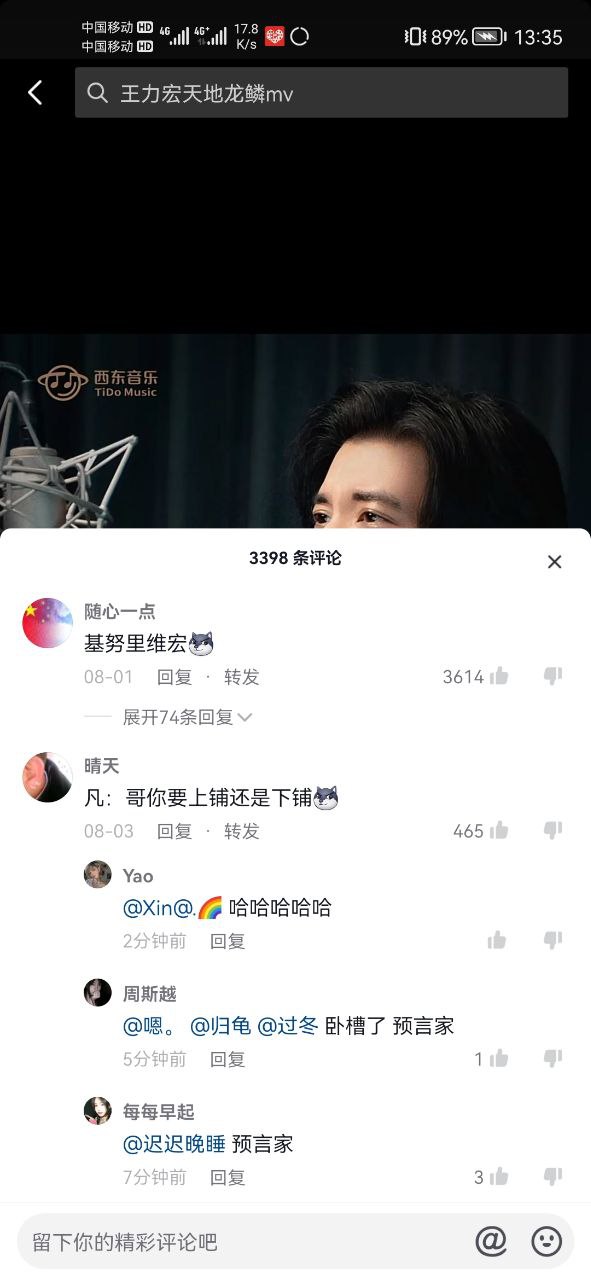 中国移动 HD 4G 4G+ 17.8 K/s 89% 13:35
中国移动 HD
王力宏天地龙鳞mv
西东音乐
TiDo Music
3398 条评论
随心一点
基努里维宏
08-01 回复 · 转发 3614
展开74条回复
晴天
凡：哥你要上铺还是下铺
08-03 回复 · 转发 465
Yao
@Xin@.🌈 哈哈哈哈哈
2分钟前 回复
周斯越
@嗯。 @归龟 @过冬 卧槽了 预言家
5分钟前 回复 1
每每早起
@迟迟晚睡 预言家
7分钟前 回复 3
留下你的精彩评论吧 @